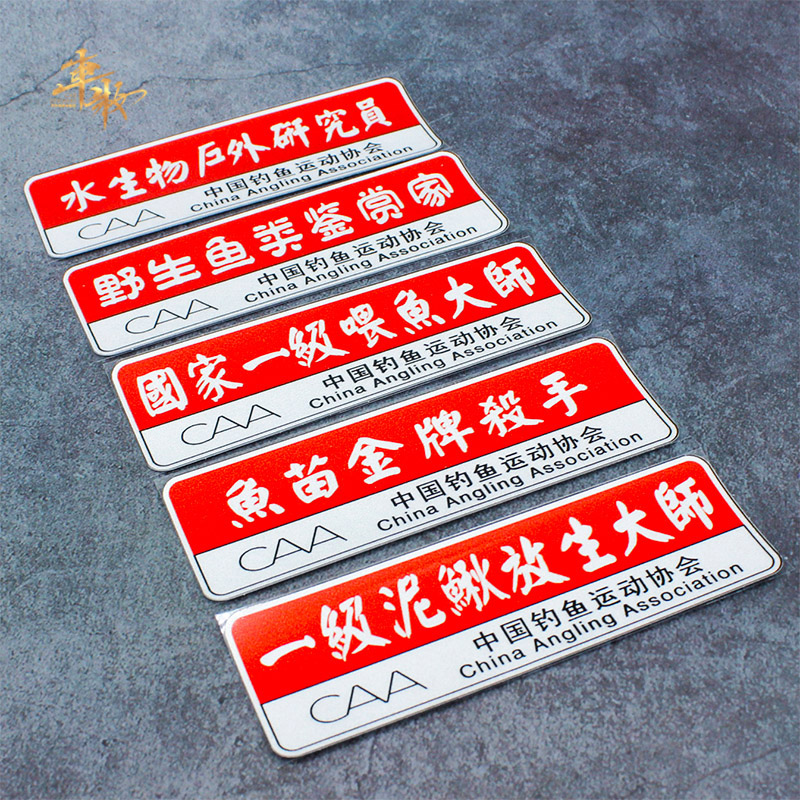 水生物户外研究員
CAA
中国钓鱼运动协会
China Angling Association
野生鱼类鉴赏家
CAA
中国钓鱼运动协会
China Angling Association
國家一級喂魚大師
CAA
中国钓鱼运动协会
China Angling Association
魚苗金牌殺手
CAA
中国钓鱼运动协会
China Angling Association
一級泥鳅放生大師
CAA
中国钓鱼运动协会
China Angling Association